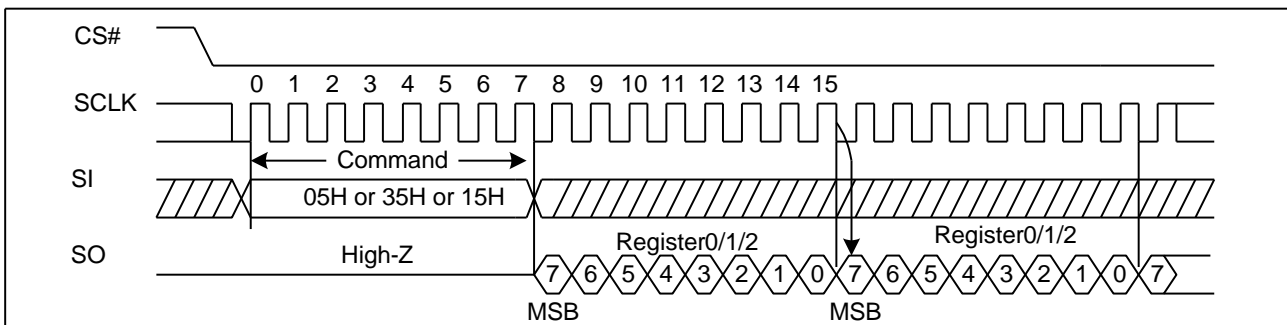 CS#
0 1 2 3 4 5 6 7 8 9 10 11 12 13 14 15
SCLK
Command
SI
05H or 35H or 15H
Register0/1/2 Register0/1/2
SO High-Z
7 6 5 4 3 2 1 0 7 6 5 4 3 2 1 0 7
MSB MSB